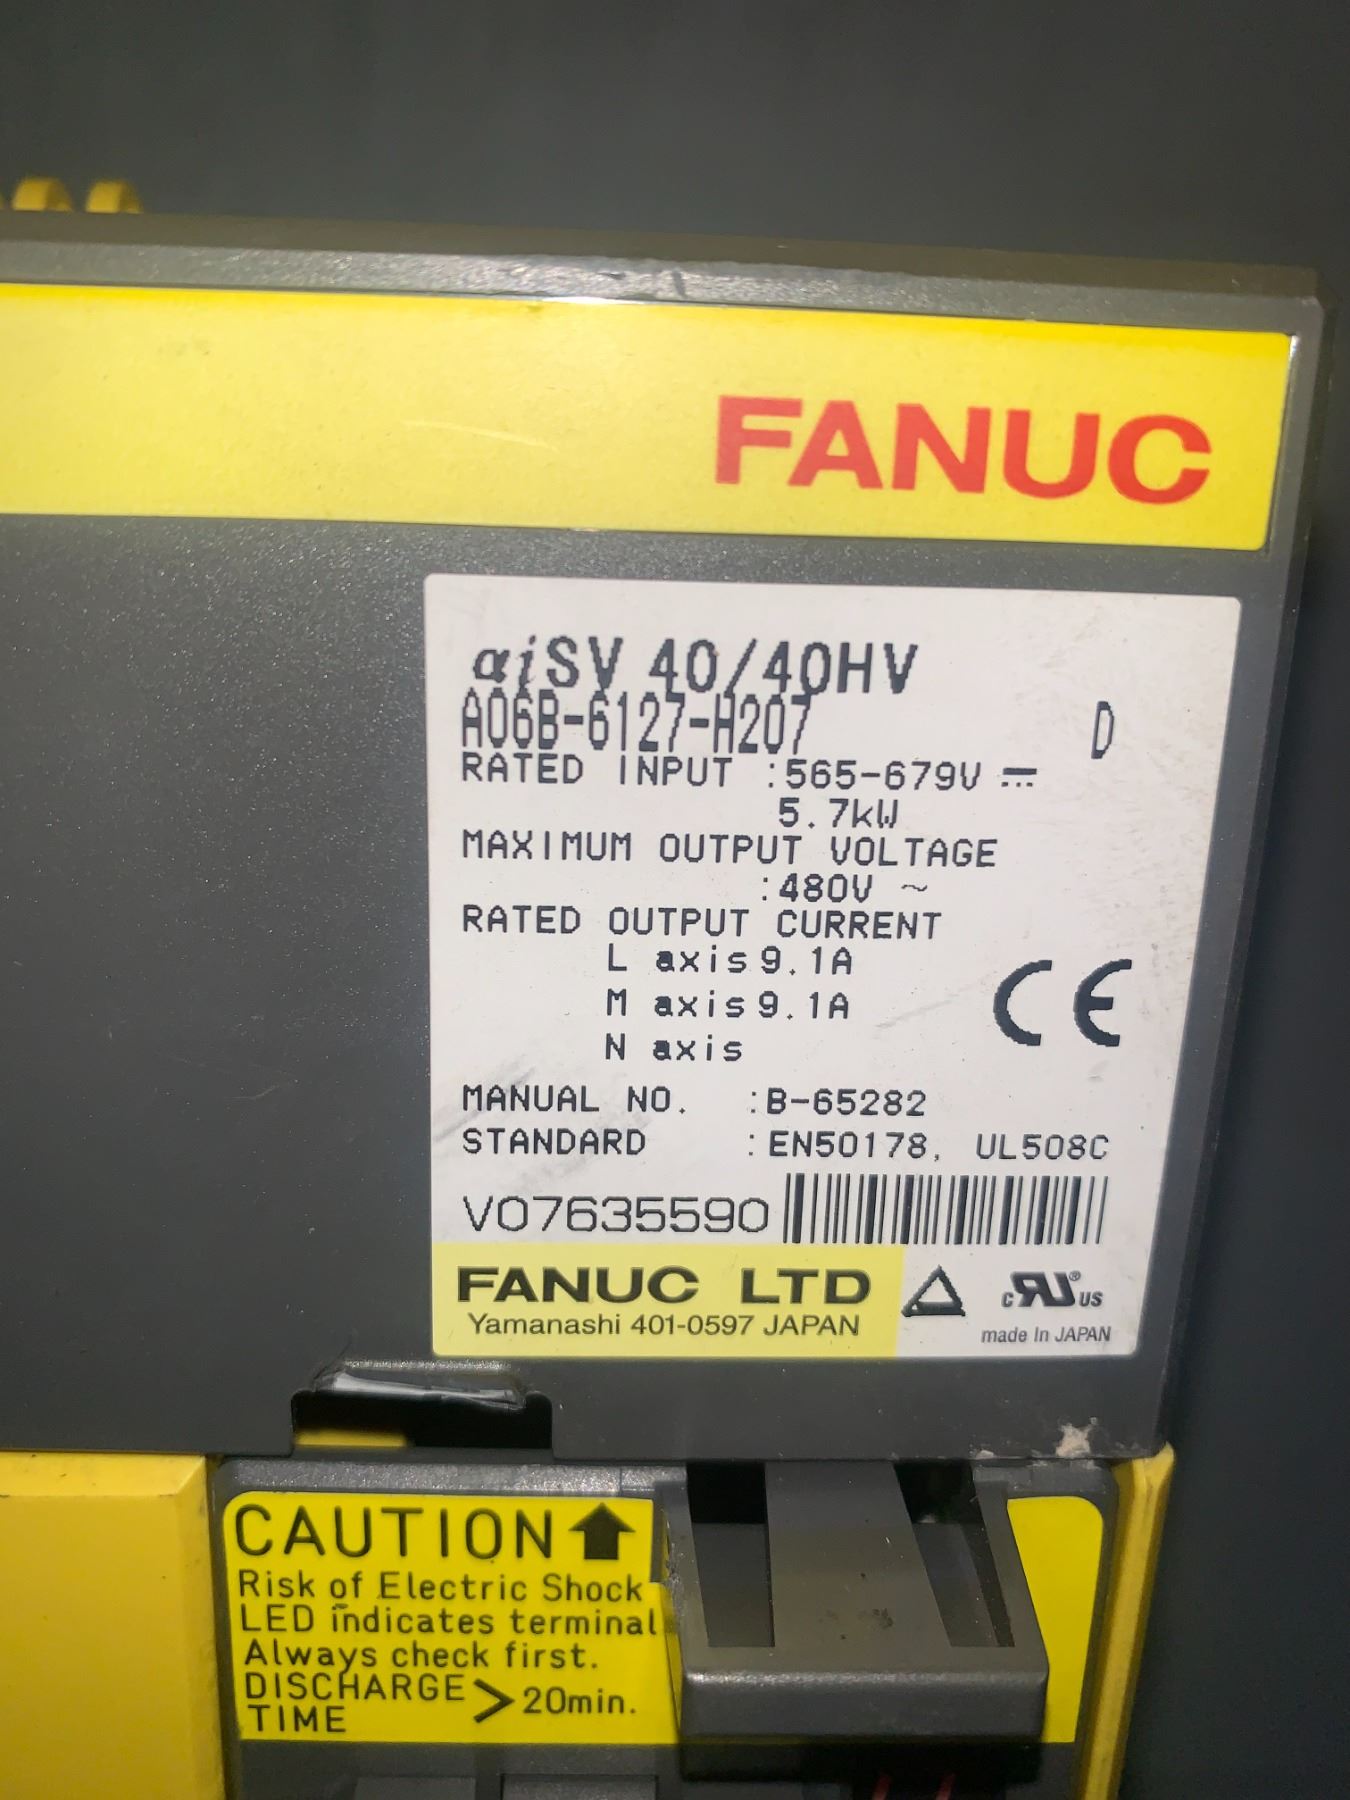 FANUC
αiSV 40/40HV
A06B-6127-H207 D
RATED INPUT :565-679V ⎓
5.7kW
MAXIMUM OUTPUT VOLTAGE
:480V ~
RATED OUTPUT CURRENT
L axis 9.1A
M axis 9.1A
N axis
CE
MANUAL NO. :B-65282
STANDARD :EN50178, UL508C
V07635590
FANUC LTD
Yamanashi 401-0597 JAPAN
c RU ® US
made In JAPAN
CAUTION
Risk of Electric Shock
LED indicates terminal
Always check first.
DISCHARGE TIME > 20min.